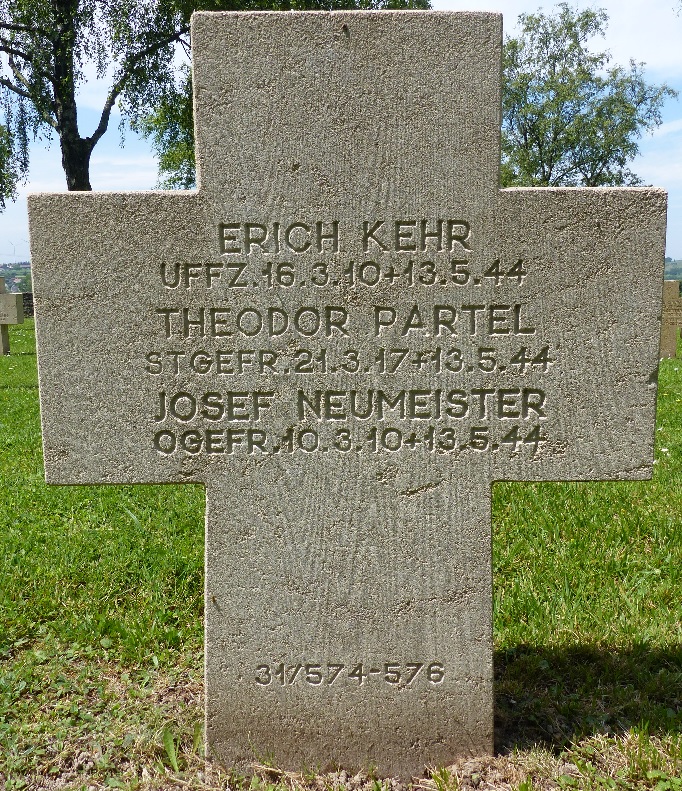 ERICH KEHR
UFFZ.16.3.10+13.5.44
THEODOR PARTEL
STGEFR.21.3.17+13.5.44
JOSEF NEUMEISTER
OGEFR.10.3.10+13.5.44
31/574-576